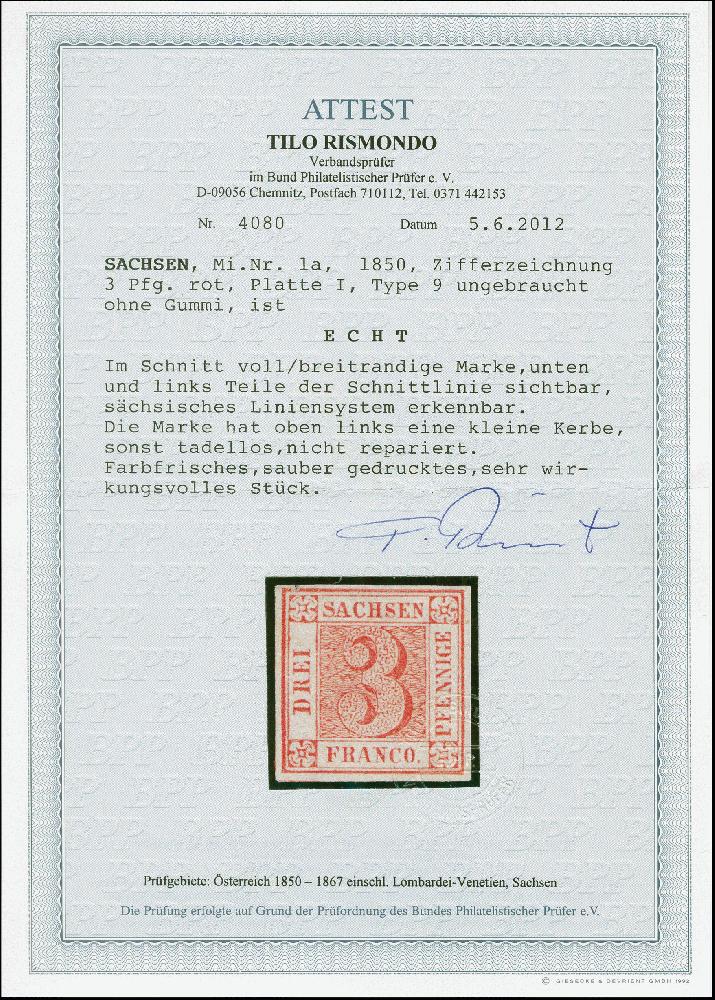 ATTEST
TILO RISMONDO
Verbandsprüfer
im Bund Philatelistischer Prüfer e. V.
D-09056 Chemnitz, Postfach 710112, Tel. 0371 442153
Nr. 4080 Datum 5.6.2012
SACHSEN, Mi.Nr. 1a, 1850, Zifferzeichnung
3 Pfg. rot, Platte I, Type 9 ungebraucht
ohne Gummi, ist
E C H T
Im Schnitt voll/breitrandige Marke,unten
und links Teile der Schnittlinie sichtbar,
sächsisches Liniensystem erkennbar.
Die Marke hat oben links eine kleine Kerbe,
sonst tadellos,nicht repariert.
Farbfrisches,sauber gedrucktes,sehr wir-
kungsvolles Stück.
SACHSEN
DREI
3
PFENNIGE
FRANCO.
Prüfgebiete: Österreich 1850 – 1867 einschl. Lombardei-Venetien, Sachsen
Die Prüfung erfolgte auf Grund der Prüfordnung des Bundes Philatelistischer Prüfer e.V.
© GIESECKE & DEVRIENT GMBH 1992